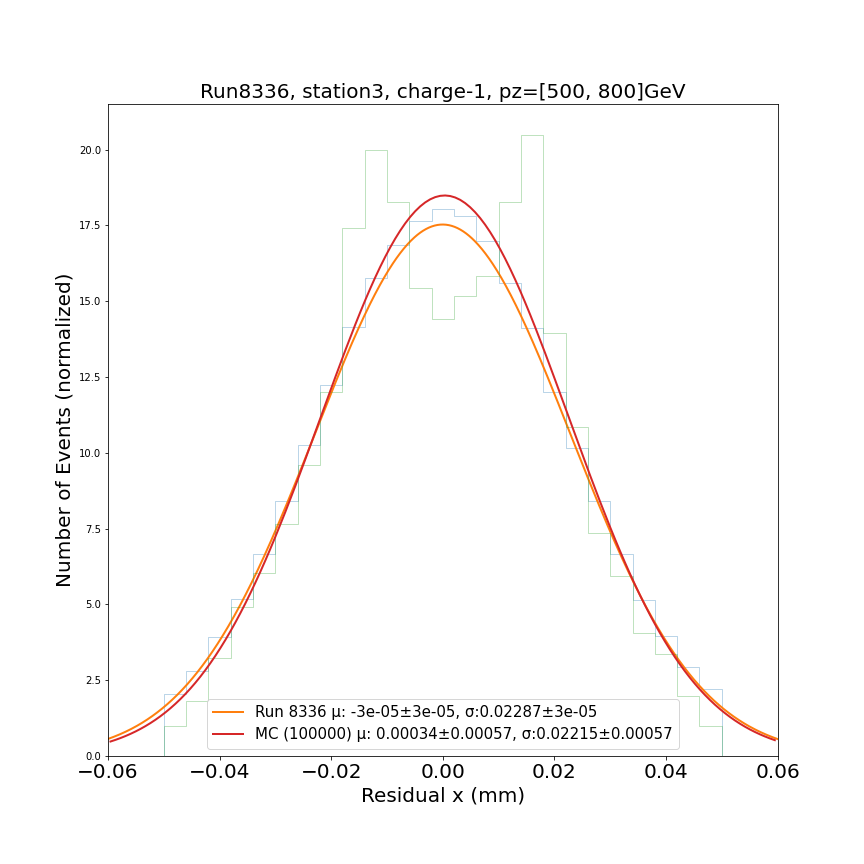 Run8336, station3, charge-1, pz=[500, 800]GeV
Number of Events (normalized)
20.0
17.5
15.0
12.5
10.0
7.5
5.0
2.5
0.0
Run 8336 μ: -3e-05±3e-05, σ:0.02287±3e-05
MC (100000) μ: 0.00034±0.00057, σ:0.02215±0.00057
−0.06 −0.04 −0.02 0.00 0.02 0.04 0.06
Residual x (mm)